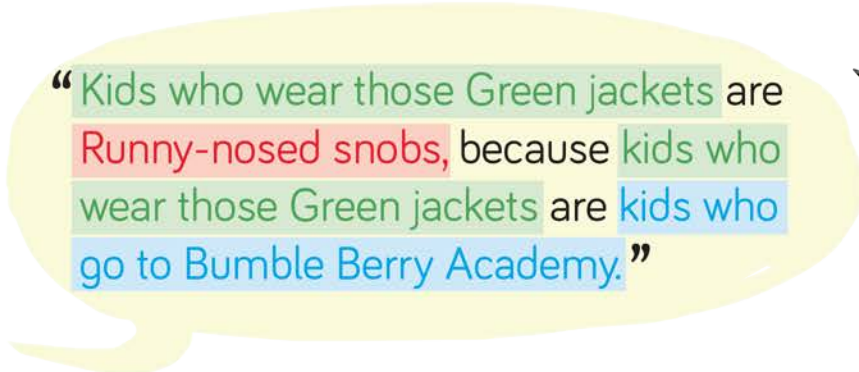 “Kids who wear those Green jackets are
Runny-nosed snobs, because kids who
wear those Green jackets are kids who
go to Bumble Berry Academy.”